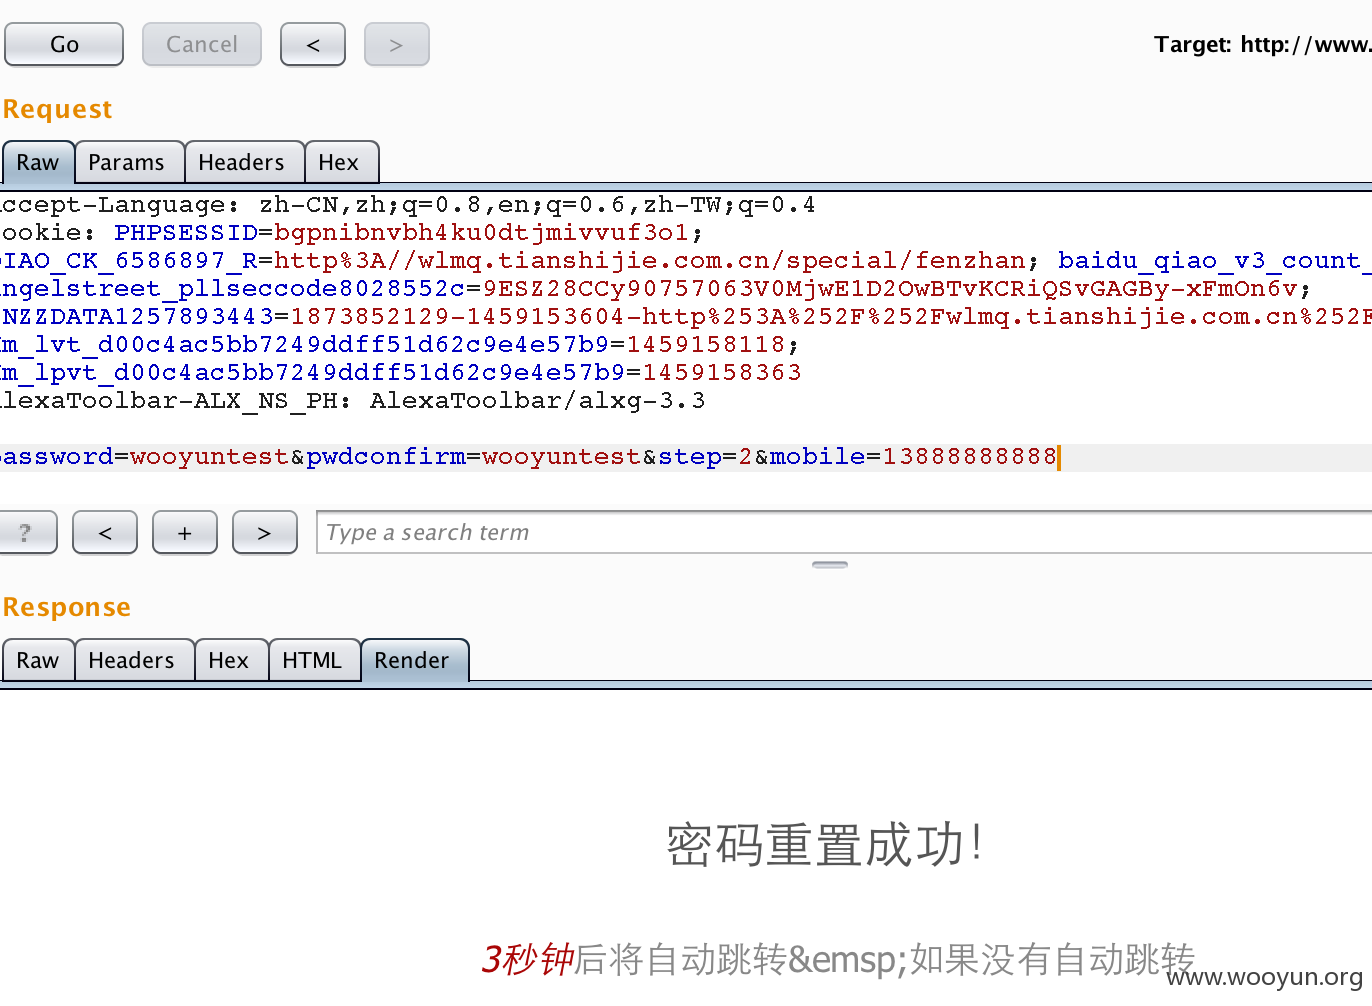 Go Cancel < > Target: http://www.
Request
Raw Params Headers Hex
ccept-Language: zh-CN,zh;q=0.8,en;q=0.6,zh-TW;q=0.4
ookie: PHPSESSID=bgpnibnvbh4ku0dtjmivvuf3o1;
IAO_CK_6586897_R=http%3A//wlmq.tianshijie.com.cn/special/fenzhan; baidu_qiao_v3_count_
ngelstreet_pllseccode8028552c=9ESZ28CCy90757063V0MjwE1D2OwBTvKCRiQSvGAGBy-xFmOn6v;
NZZDATA1257893443=1873852129-1459153604-http%253A%252F%252Fwlmq.tianshijie.com.cn%252F
m_lvt_d00c4ac5bb7249ddff51d62c9e4e57b9=1459158118;
m_lpvt_d00c4ac5bb7249ddff51d62c9e4e57b9=1459158363
lexaToolbar-ALX_NS_PH: AlexaToolbar/alxg-3.3
password=wooyuntest&pwdconfirm=wooyuntest&step=2&mobile=13888888888
? < + > Type a search term
Response
Raw Headers Hex HTML Render
密码重置成功!
3秒钟后将自动跳转&emsp;如果没有自动跳转
www.wooyun.org